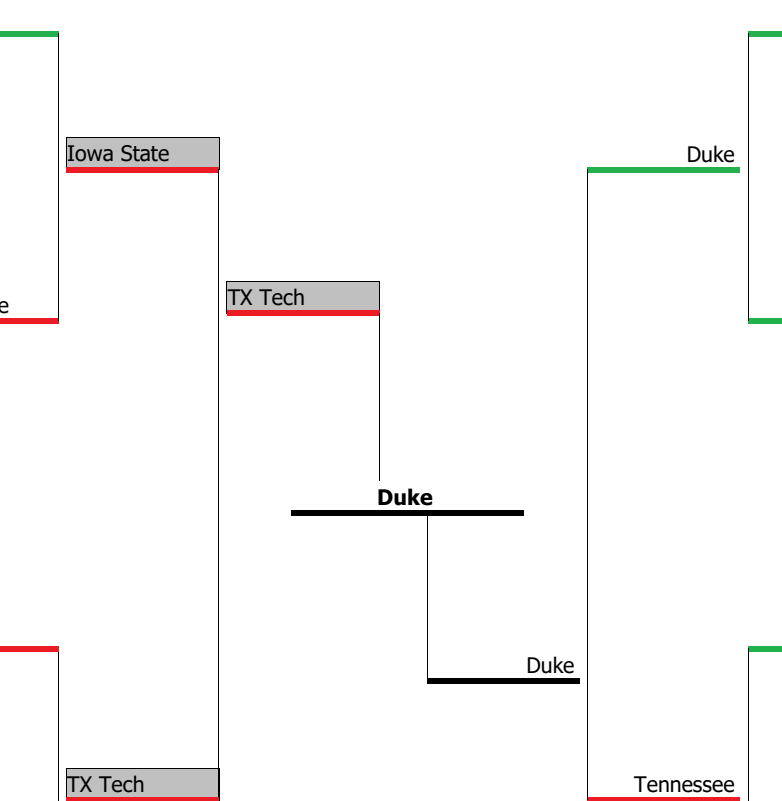 Iowa State
Duke
TX Tech
e
Duke
Duke
TX Tech
Tennessee